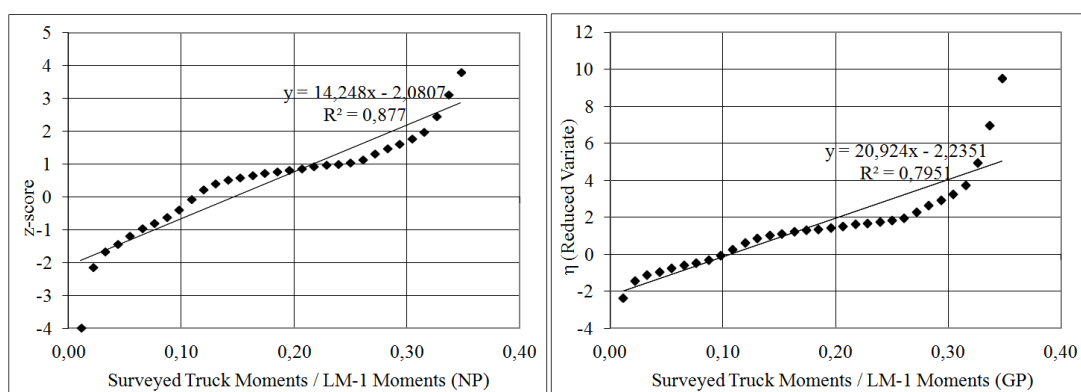 5
4
3
2
1
0
-1
-2
-3
-4
z-score
y = 14,248x - 2,0807
R² = 0,877
0,00 0,10 0,20 0,30 0,40
Surveyed Truck Moments / LM-1 Moments (NP)
12
10
8
6
4
2
0
-2
-4
η (Reduced Variate)
y = 20,924x - 2,2351
R² = 0,7951
0,00 0,10 0,20 0,30 0,40
Surveyed Truck Moments / LM-1 Moments (GP)